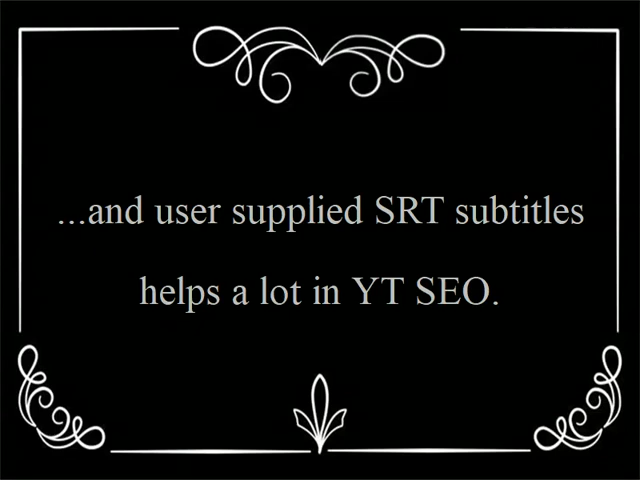 ...and user supplied SRT subtitles
helps a lot in YT SEO.